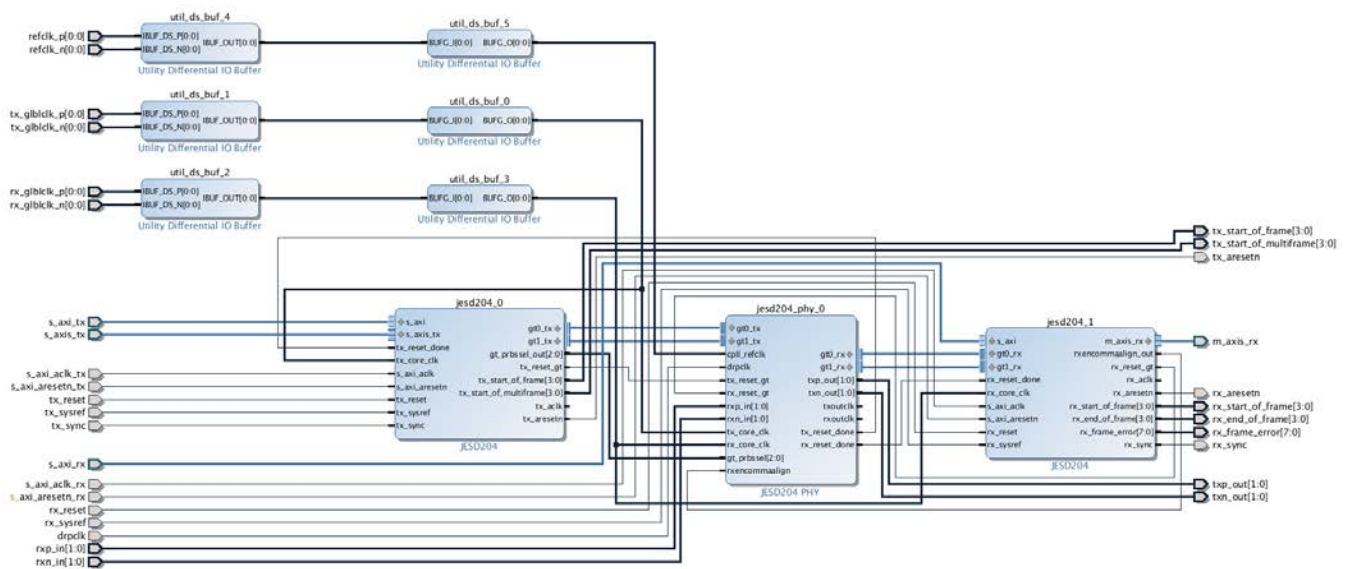 util_ds_buf_4
refclk_p[0:0]
refclk_n[0:0]
IBUF_DS_P[0:0]
IBUF_DS_N[0:0]
IBUF_OUT[0:0]
Utility Differential IO Buffer
util_ds_buf_5
BUFG_I[0:0]
BUFG_O[0:0]
Utility Differential IO Buffer
util_ds_buf_1
tx_glblclk_p[0:0]
tx_glblclk_n[0:0]
IBUF_DS_P[0:0]
IBUF_DS_N[0:0]
IBUF_OUT[0:0]
Utility Differential IO Buffer
util_ds_buf_0
BUFG_I[0:0]
BUFG_O[0:0]
Utility Differential IO Buffer
util_ds_buf_2
rx_glblclk_p[0:0]
rx_glblclk_n[0:0]
IBUF_DS_P[0:0]
IBUF_DS_N[0:0]
IBUF_OUT[0:0]
Utility Differential IO Buffer
util_ds_buf_3
BUFG_I[0:0]
BUFG_O[0:0]
Utility Differential IO Buffer
s_axi_tx
s_axis_tx
s_axi_aclk_tx
s_axi_aresetn_tx
tx_reset
tx_sysref
tx_sync
s_axi_rx
s_axi_aclk_rx
s_axi_aresetn_rx
rx_reset
rx_sysref
drpclk
rxp_in[1:0]
rxn_in[1:0]
jesd204_0
s_axi
s_axis_tx
tx_reset_done
tx_core_clk
s_axi_aclk
s_axi_aresetn
tx_reset
tx_sysref
tx_sync
gt0_tx
gt1_tx
gt_prbssel_out[2:0]
tx_reset_gt
tx_start_of_frame[3:0]
tx_start_of_multiframe[3:0]
tx_aclk
tx_aresetn
JESD204
jesd204_phy_0
gt0_tx
gt1_tx
cpll_refclk
drpclk
tx_reset_gt
rx_reset_gt
rxp_in[1:0]
rxn_in[1:0]
tx_core_clk
rx_core_clk
gt_prbssel[2:0]
rxencommaalign
gt0_rx
gt1_rx
txp_out[1:0]
txn_out[1:0]
txoutclk
rxoutclk
tx_reset_done
rx_reset_done
JESD204 PHY
jesd204_1
s_axi
gt0_rx
gt1_rx
rx_reset_done
rx_core_clk
s_axi_aclk
s_axi_aresetn
rx_reset
rx_sysref
m_axis_rx
rxencommaalign_out
rx_reset_gt
rx_aclk
rx_aresetn
rx_start_of_frame[3:0]
rx_end_of_frame[3:0]
rx_frame_error[7:0]
rx_sync
JESD204
tx_start_of_frame[3:0]
tx_start_of_multiframe[3:0]
tx_aresetn
m_axis_rx
rx_aresetn
rx_start_of_frame[3:0]
rx_end_of_frame[3:0]
rx_frame_error[7:0]
rx_sync
txp_out[1:0]
txn_out[1:0]